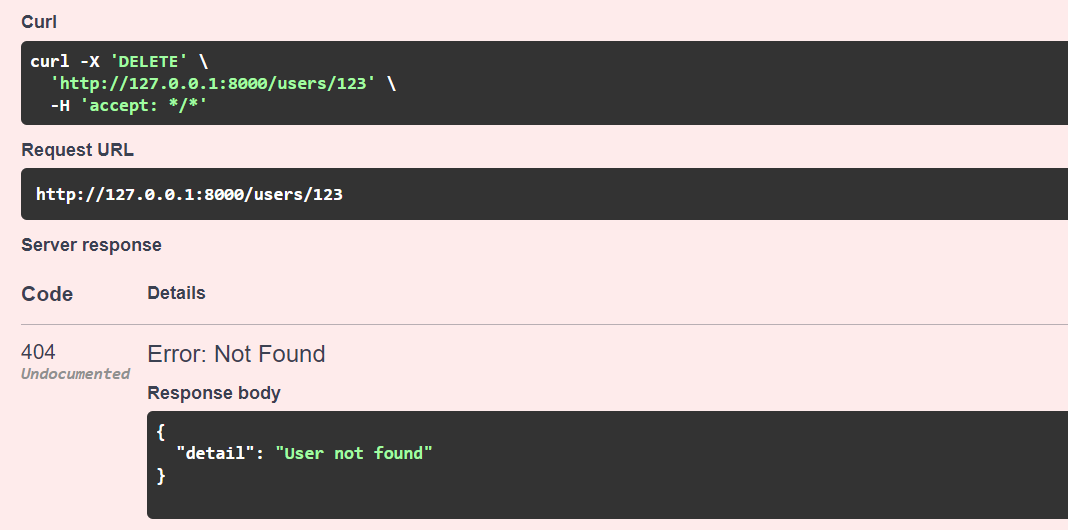 Curl
curl -X 'DELETE' \
  'http://127.0.0.1:8000/users/123' \
  -H 'accept: */*'
Request URL
http://127.0.0.1:8000/users/123
Server response
Code Details
404 Error: Not Found
Undocumented
Response body
{
  "detail": "User not found"
}